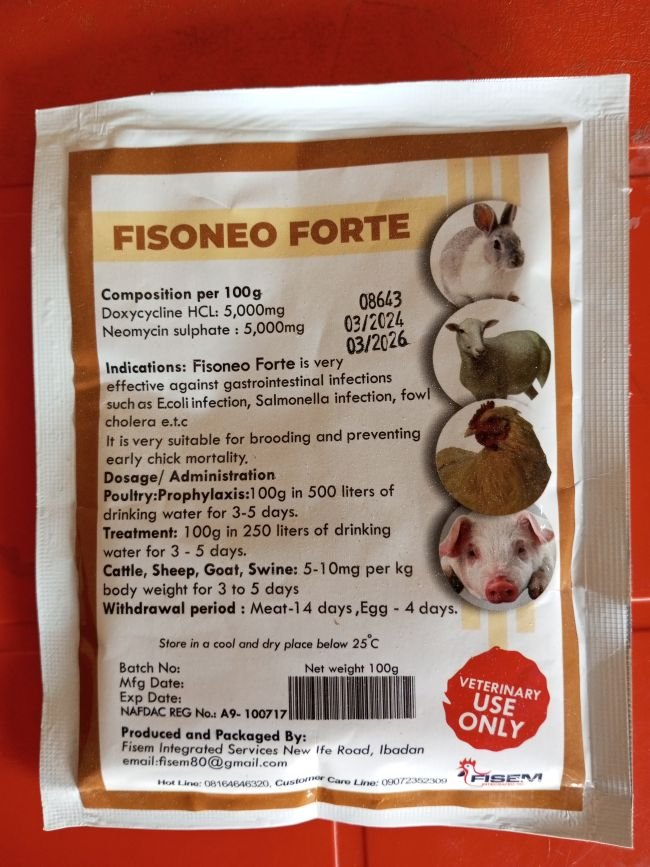 FISONEO FORTE
Composition per 100g
Doxycycline HCL: 5,000mg
Neomycin sulphate : 5,000mg
08643
03/2024
03/2026
Indications: Fisoneo Forte is very
effective against gastrointestinal infections
such as E.coli infection, Salmonella infection, fowl
cholera e.t.c
It is very suitable for brooding and preventing
early chick mortality.
Dosage/ Administration
Poultry:Prophylaxis:100g in 500 liters of
drinking water for 3-5 days.
Treatment: 100g in 250 liters of drinking
water for 3 - 5 days.
Cattle, Sheep, Goat, Swine: 5-10mg per kg
body weight for 3 to 5 days
Withdrawal period : Meat-14 days ,Egg - 4 days.
Store in a cool and dry place below 25°C
Batch No:
Mfg Date:
Exp Date:
NAFDAC REG No.: A9- 100717
Net weight 100g
VETERINARY
USE
ONLY
Produced and Packaged By:
Fisem Integrated Services New Ife Road, Ibadan
email:fisem80@gmail.com
Hot Line: 08164646320, Customer Care Line: 09072352309
FISEM